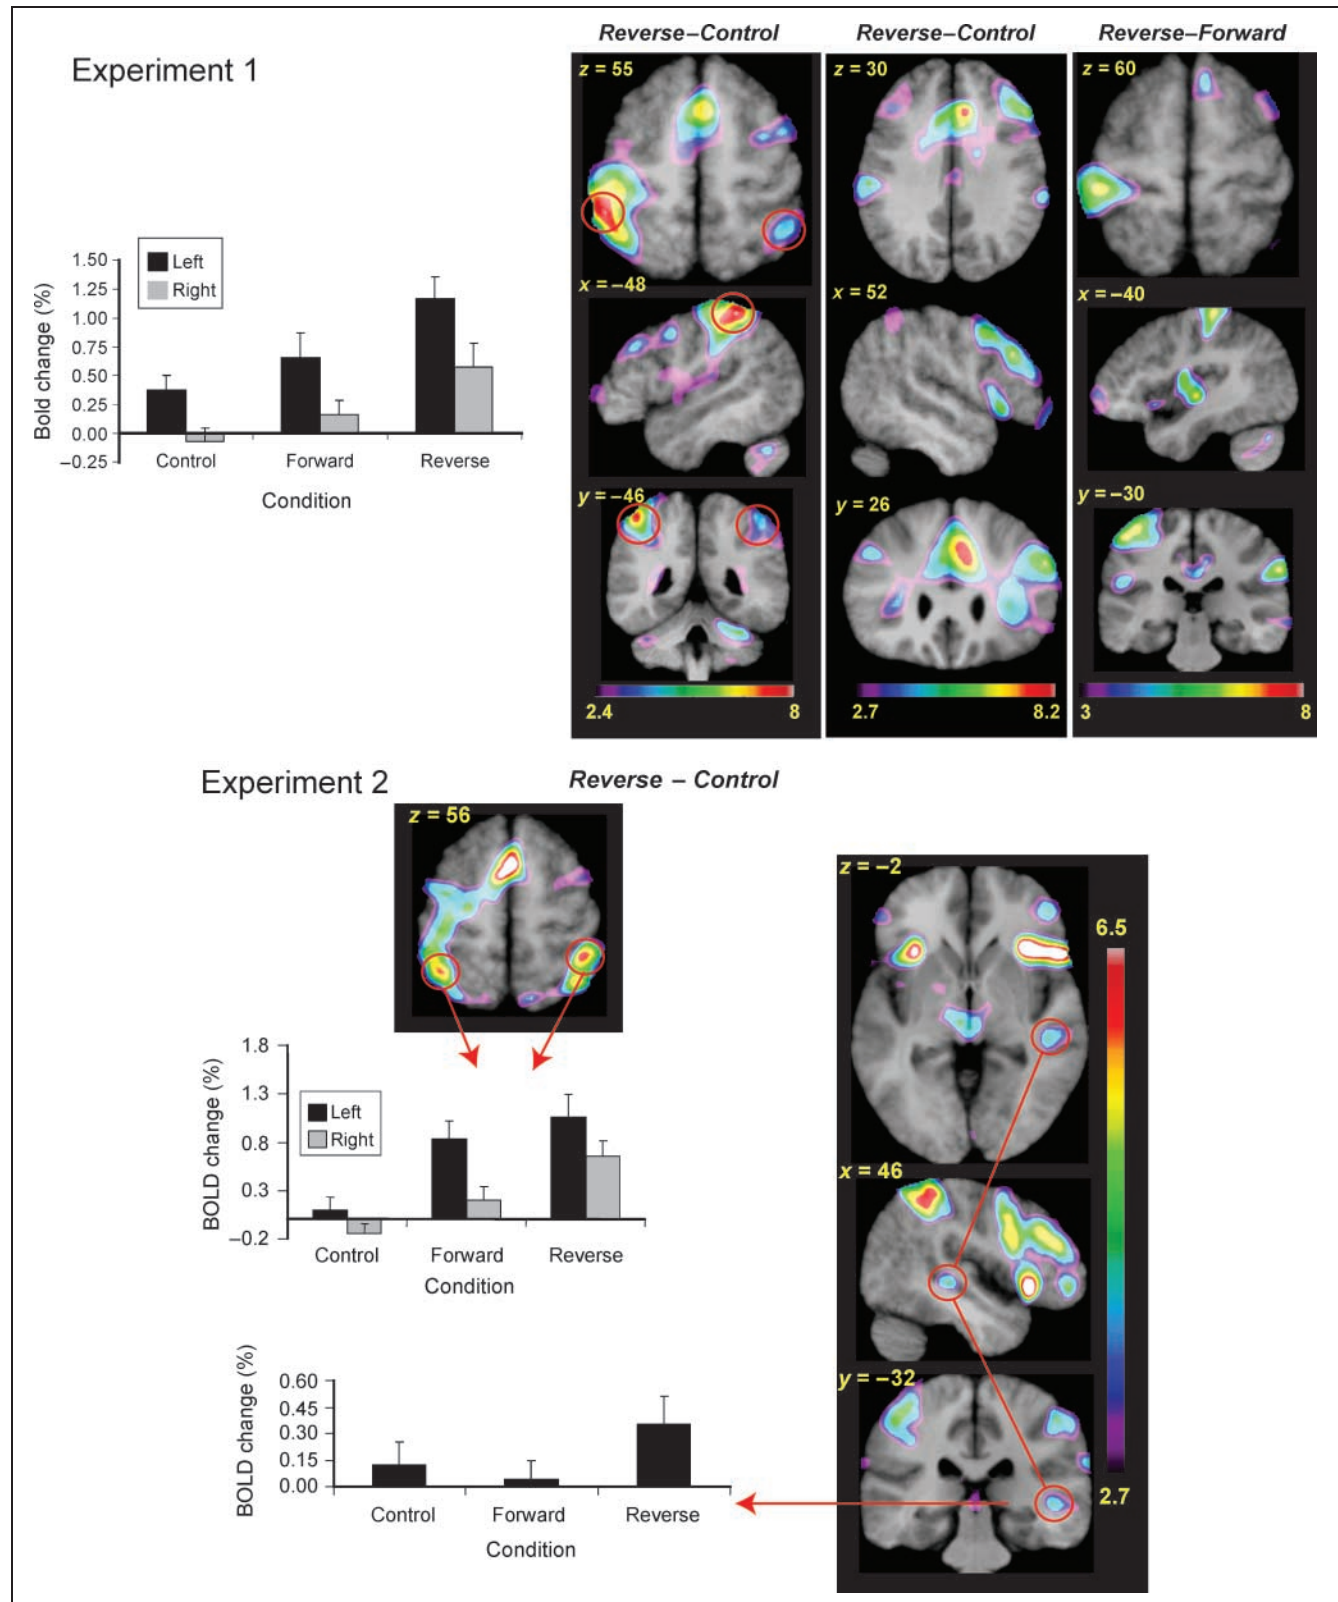 Experiment 1
Reverse–Control
Reverse–Control
Reverse–Forward
z = 55
z = 30
z = 60
x = –48
x = 52
x = –40
y = –46
y = 26
y = –30
2.4 8
2.7 8.2
3 8
Left
Right
Bold change (%)
1.50
1.25
1.00
0.75
0.50
0.25
0.00
–0.25
Control Forward Reverse
Condition
Experiment 2
Reverse – Control
z = 56
BOLD change (%)
1.8
1.3
0.8
0.3
–0.2
Left
Right
Control Forward Reverse
Condition
BOLD change (%)
0.60
0.45
0.30
0.15
0.00
Control Forward Reverse
Condition
z = –2
x = 46
y = –32
6.5
2.7